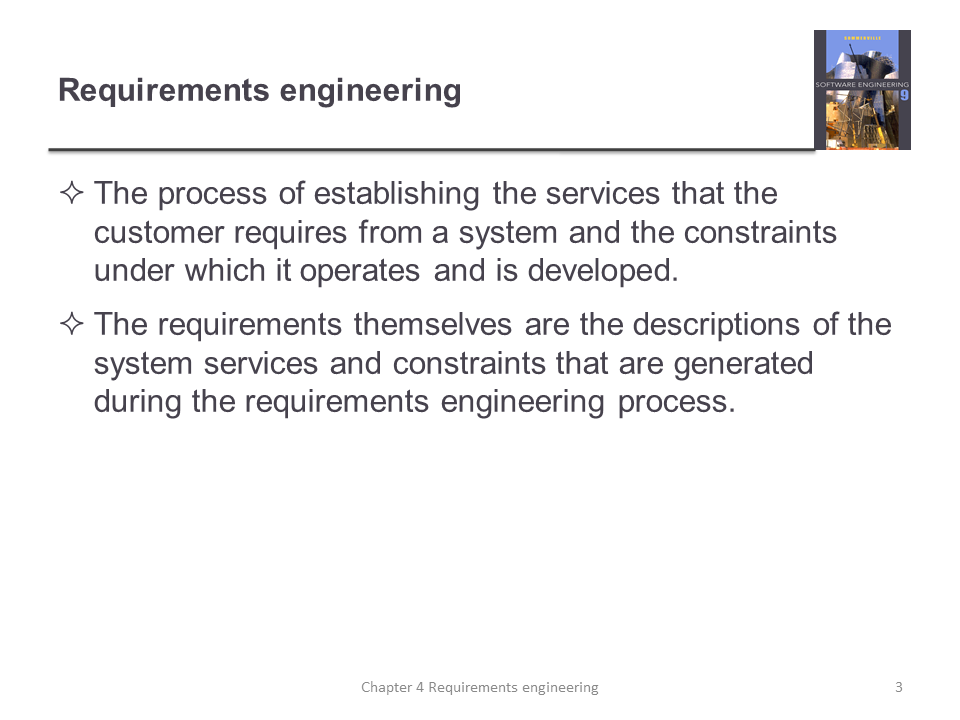 Requirements engineering
SOMMERVILLE
SOFTWARE ENGINEERING
9
The process of establishing the services that the
customer requires from a system and the constraints
under which it operates and is developed.
The requirements themselves are the descriptions of the
system services and constraints that are generated
during the requirements engineering process.
Chapter 4 Requirements engineering
3